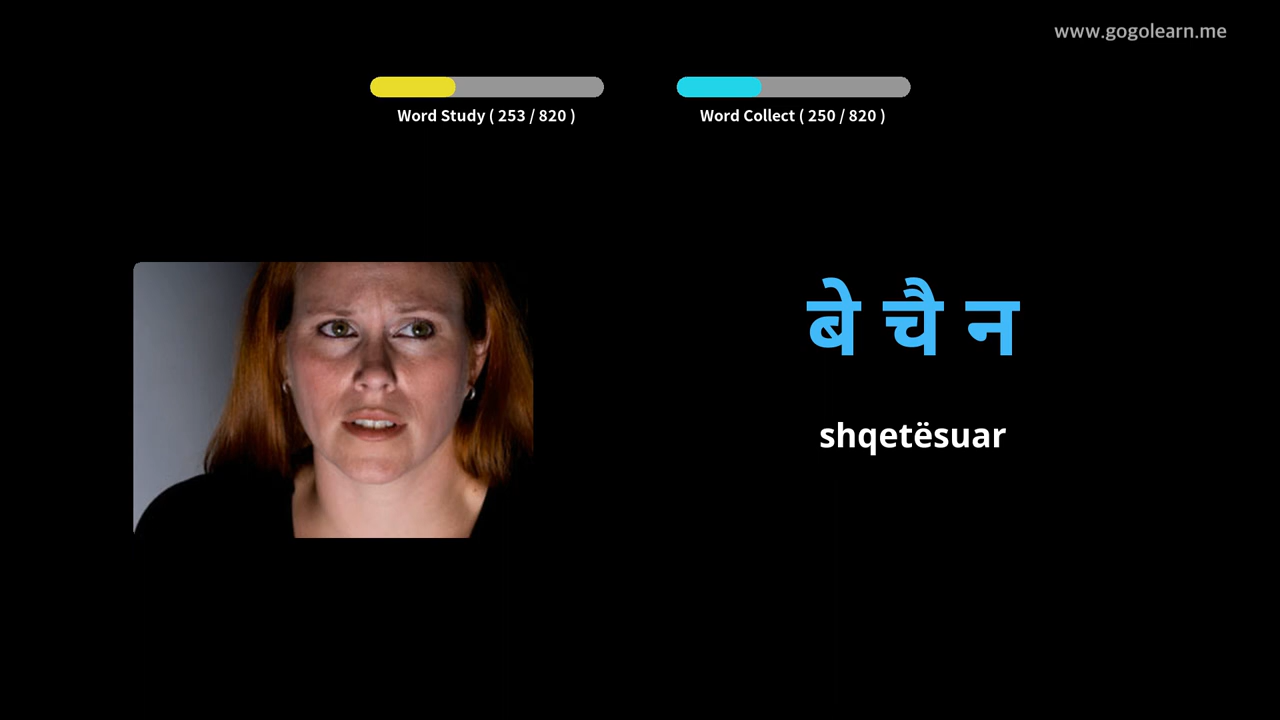 www.gogolearn.me
Word Study ( 253 / 820 )
Word Collect ( 250 / 820 )
बे चै न
shqetësuar